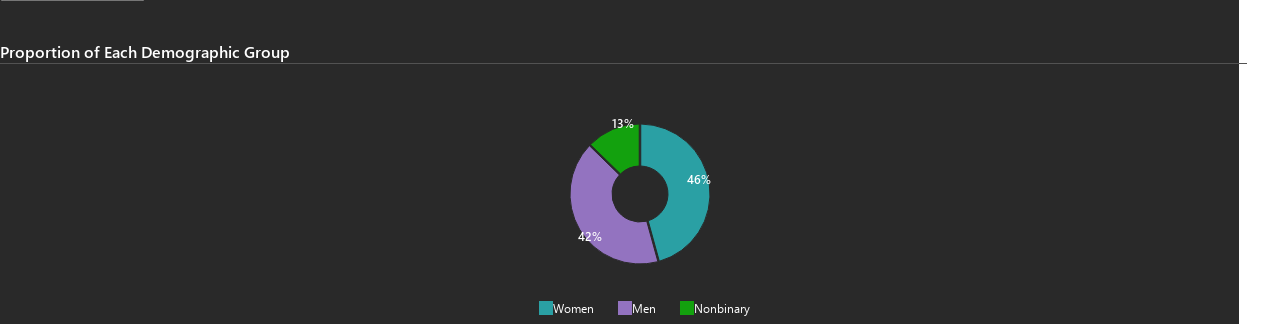 Proportion of Each Demographic Group
13%
46%
42%
Women
Men
Nonbinary